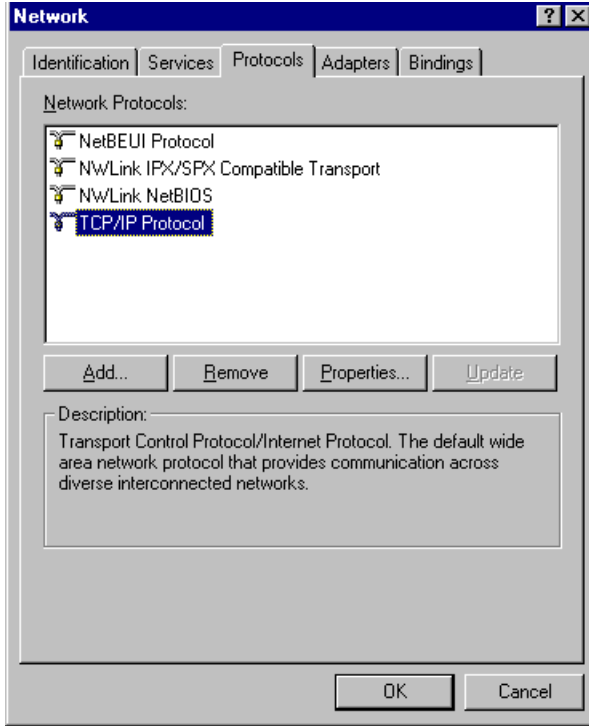 Network
Identification Services Protocols Adapters Bindings
Network Protocols:
NetBEUI Protocol
NWLink IPX/SPX Compatible Transport
NWLink NetBIOS
TCP/IP Protocol
Add... Remove Properties... Update
Description:
Transport Control Protocol/Internet Protocol. The default wide
area network protocol that provides communication across
diverse interconnected networks.
OK Cancel